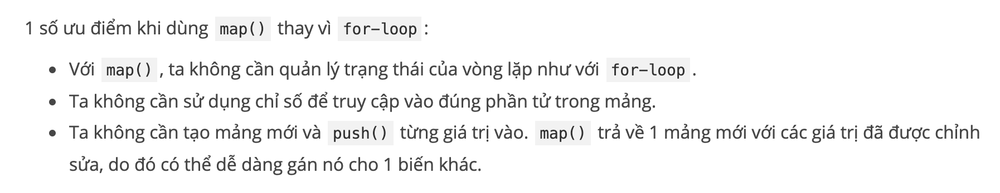 1 số ưu điểm khi dùng map() thay vì for-loop :
• Với map() , ta không cần quản lý trạng thái của vòng lặp như với for-loop .
• Ta không cần sử dụng chỉ số để truy cập vào đúng phần tử trong mảng.
• Ta không cần tạo mảng mới và push() từng giá trị vào. map() trả về 1 mảng mới với các giá trị đã được chỉnh
sửa, do đó có thể dễ dàng gán nó cho 1 biến khác.